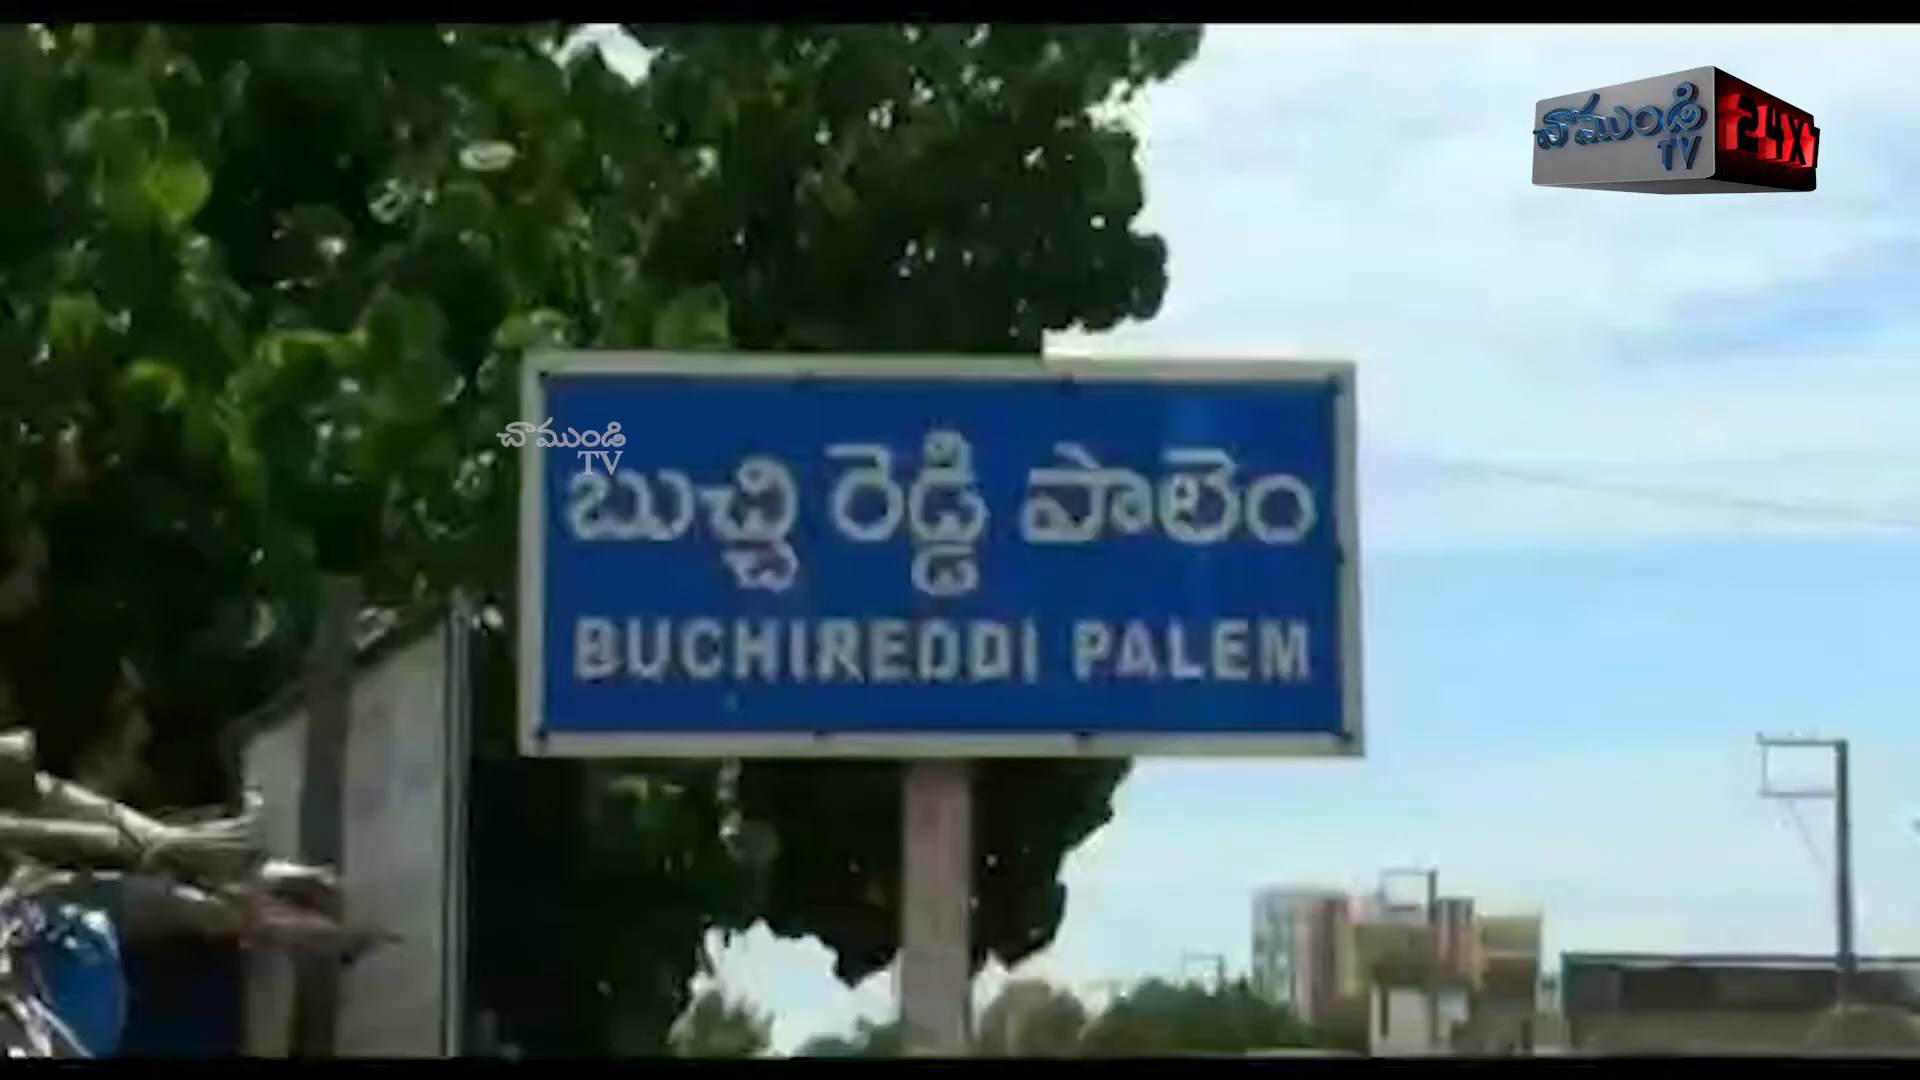 చాముండి
TV
24X7
చాముండి
TV
బుచ్చి రెడ్డి పాలెం
BUCHIREDDI PALEM